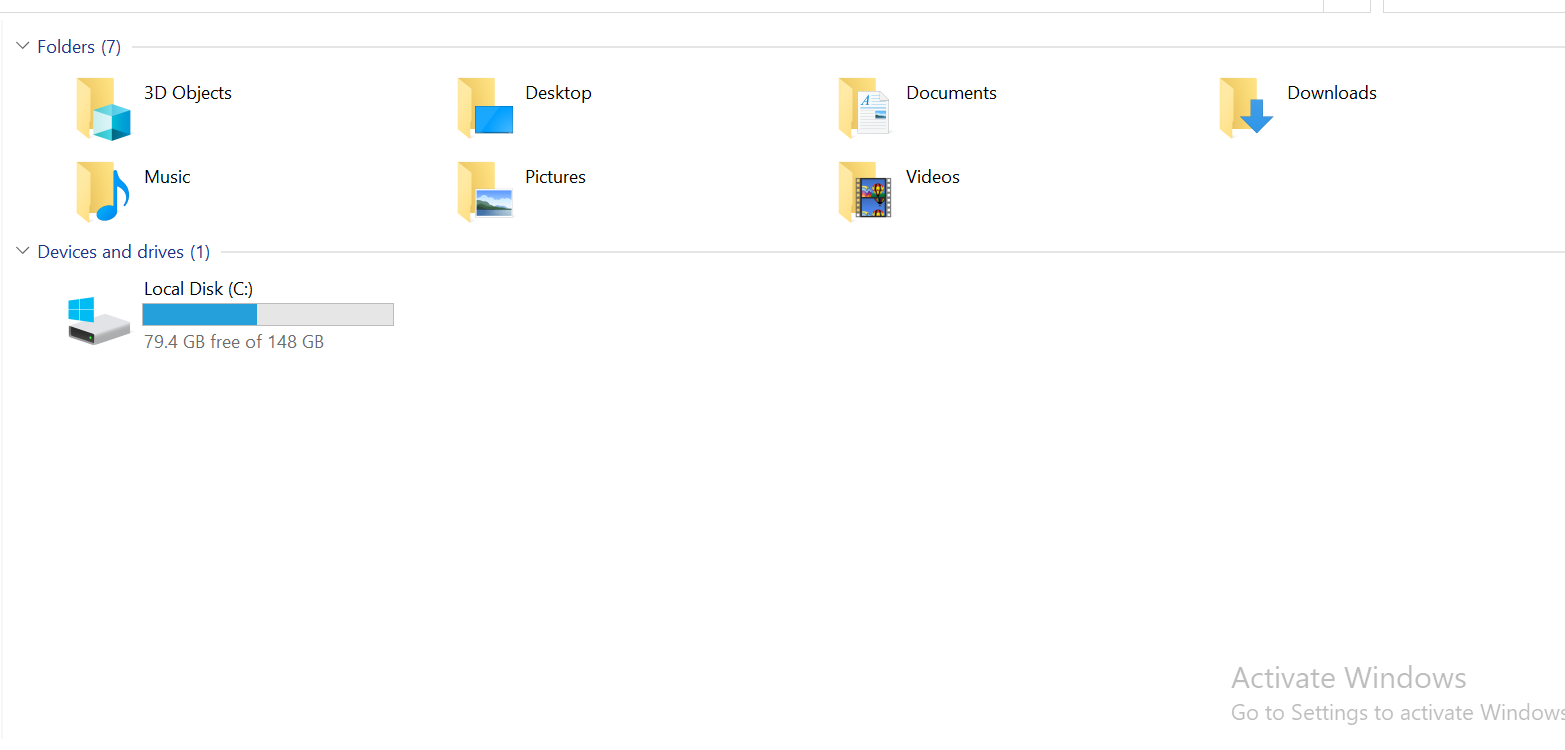 Folders (7)
3D Objects
Desktop
Documents
Downloads
Music
Pictures
Videos
Devices and drives (1)
Local Disk (C:)
79.4 GB free of 148 GB
Activate Windows
Go to Settings to activate Windows